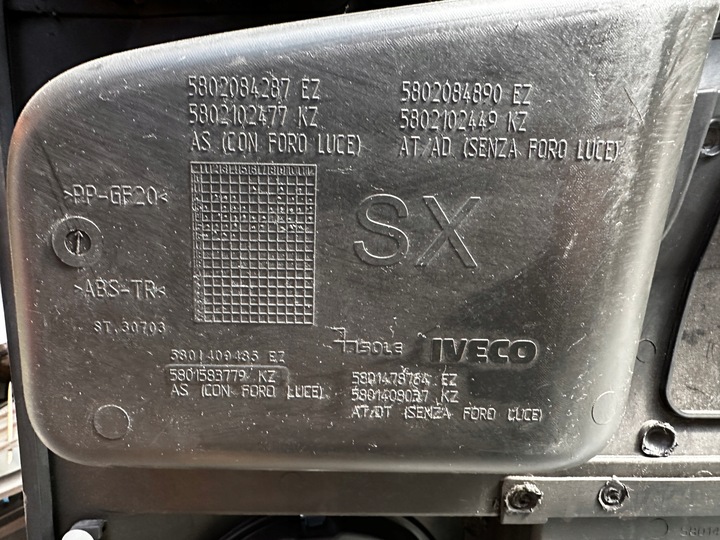 5802084287 EZ
5802102477 KZ
AS (CON FORO LUCE)
5802084890 EZ
5802102449 KZ
AT/AD (SENZA FORO LUCE)
>PP-GF20<
SX
>ABS-TR<
ST.30703
ISOLE
IVECO
5801409485 EZ
5801583779 KZ
AS (CON FORO LUCE)
5801478764 EZ
5801409037 KZ
AT/DT (SENZA FORO LUCE)